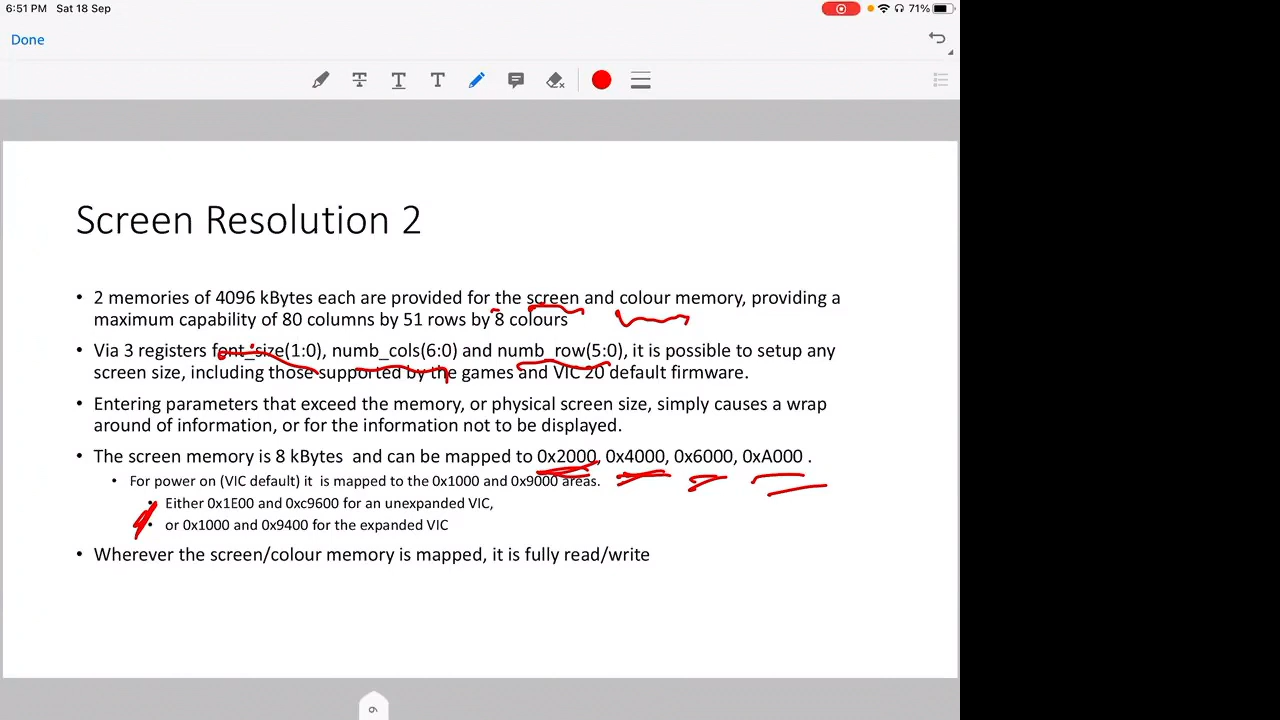 6:51 PM Sat 18 Sep
71%
Done
T T T
Screen Resolution 2
• 2 memories of 4096 kBytes each are provided for the screen and colour memory, providing a
maximum capability of 80 columns by 51 rows by 8 colours
• Via 3 registers font_size(1:0), numb_cols(6:0) and numb_row(5:0), it is possible to setup any
screen size, including those supported by the games and VIC 20 default firmware.
• Entering parameters that exceed the memory, or physical screen size, simply causes a wrap
around of information, or for the information not to be displayed.
• The screen memory is 8 kBytes and can be mapped to 0x2000, 0x4000, 0x6000, 0xA000 .
• For power on (VIC default) it is mapped to the 0x1000 and 0x9000 areas.
• Either 0x1E00 and 0xc9600 for an unexpanded VIC,
• or 0x1000 and 0x9400 for the expanded VIC
• Wherever the screen/colour memory is mapped, it is fully read/write